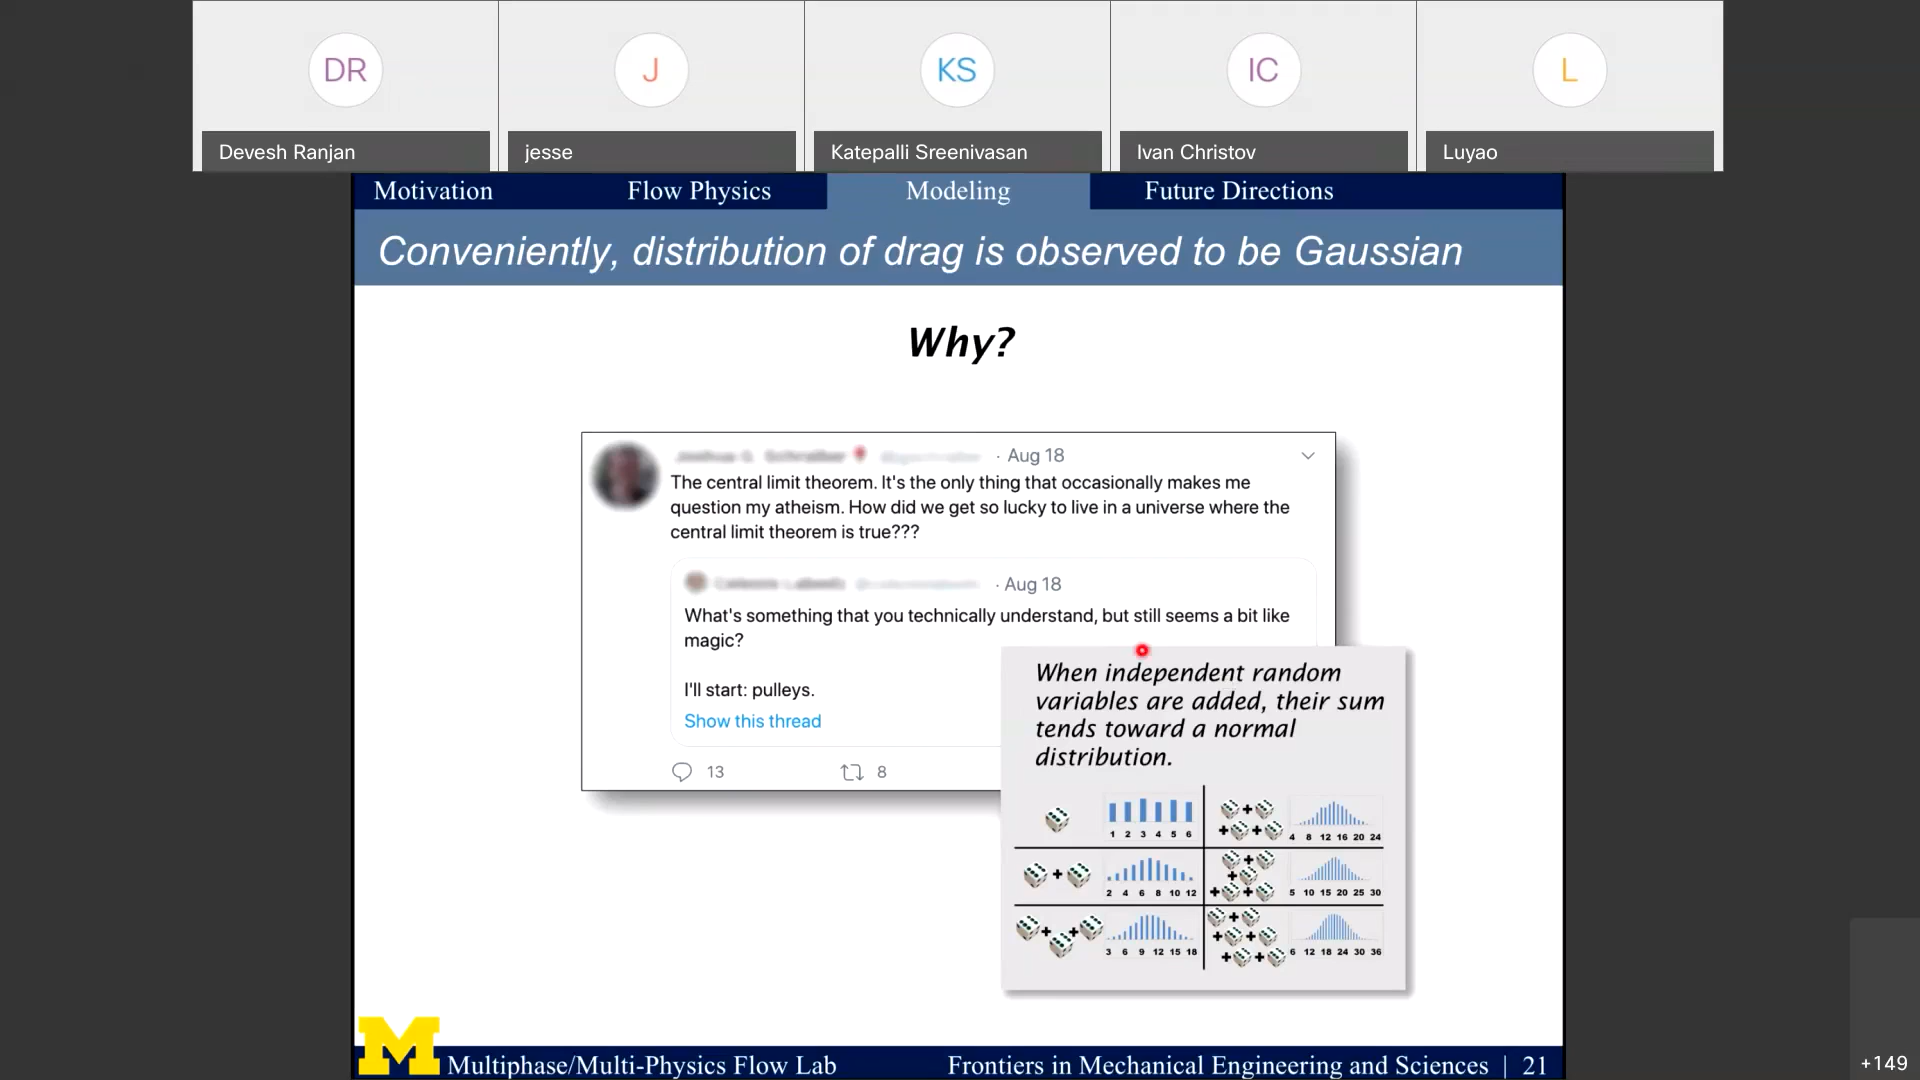 DR
J
KS
IC
L
Devesh Ranjan
jesse
Katepalli Sreenivasan
Ivan Christov
Luyao
Motivation
Flow Physics
Modeling
Future Directions
Conveniently, distribution of drag is observed to be Gaussian
Why?
· Aug 18
The central limit theorem. It's the only thing that occasionally makes me
question my atheism. How did we get so lucky to live in a universe where the
central limit theorem is true???
· Aug 18
What's something that you technically understand, but still seems a bit like
magic?
I'll start: pulleys.
Show this thread
13
8
When independent random
variables are added, their sum
tends toward a normal
distribution.
1 2 3 4 5 6
+ + +
4 8 12 16 20 24
+
2 4 6 8 10 12
+ + + +
5 10 15 20 25 30
+ +
3 6 9 12 15 18
+ + + + +
6 12 18 24 30 36
M
Multiphase/Multi-Physics Flow Lab
Frontiers in Mechanical Engineering and Sciences | 21
+149